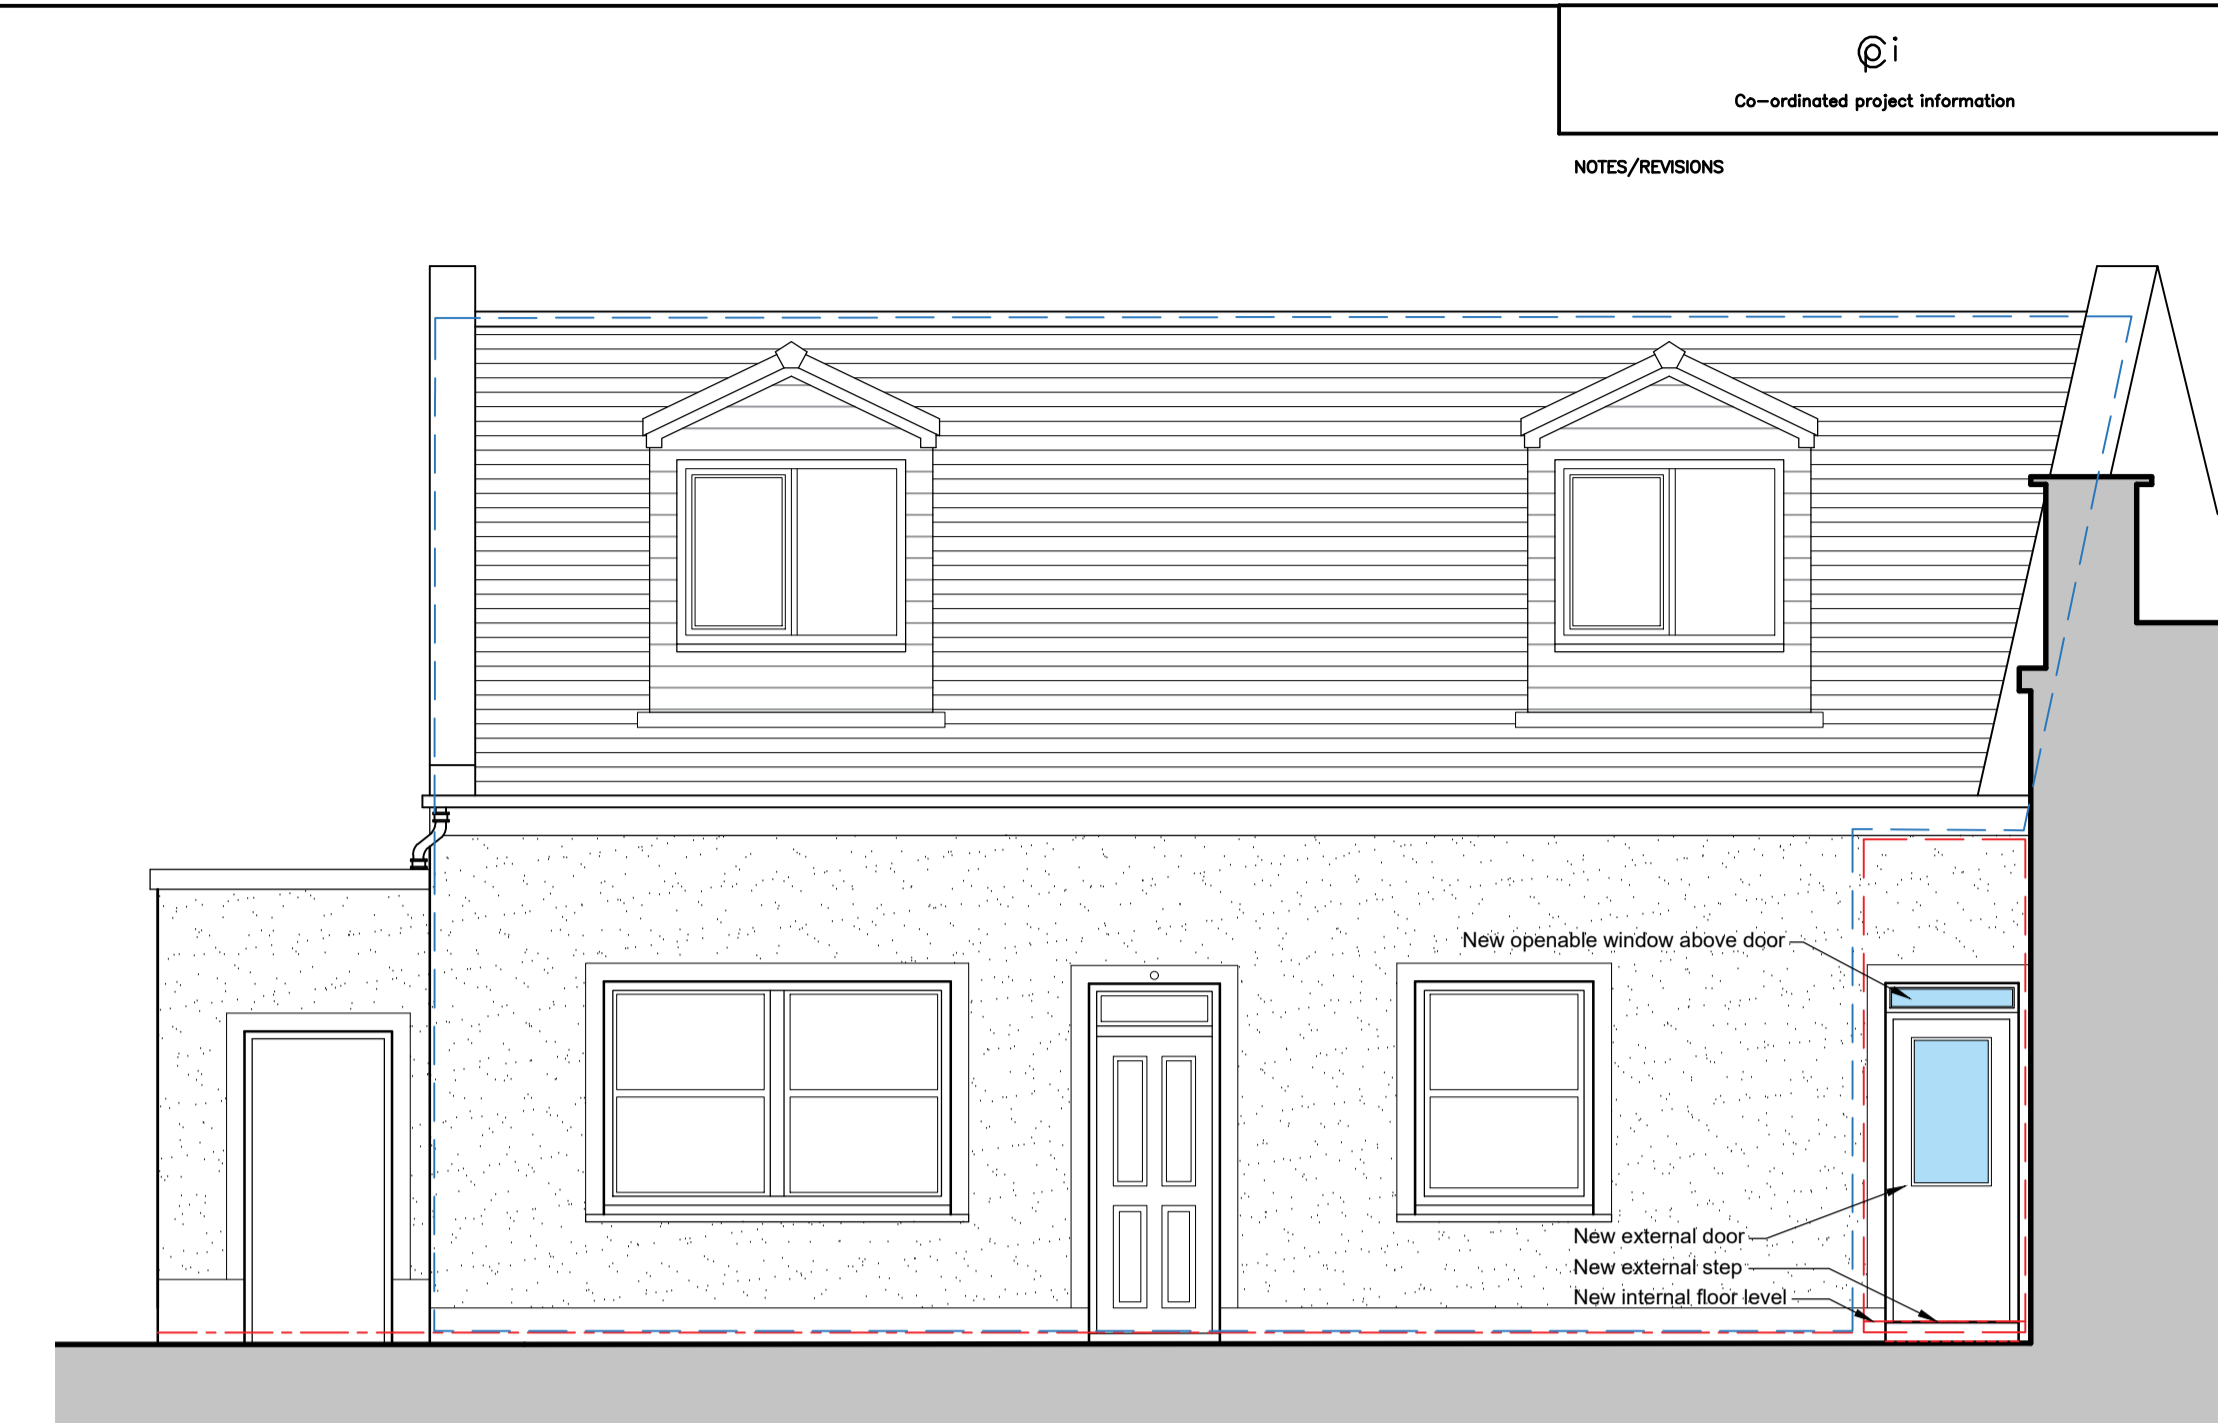 cpi
Co-ordinated project information
NOTES/REVISIONS
New openable window above door
New external door
New external step
New internal floor level